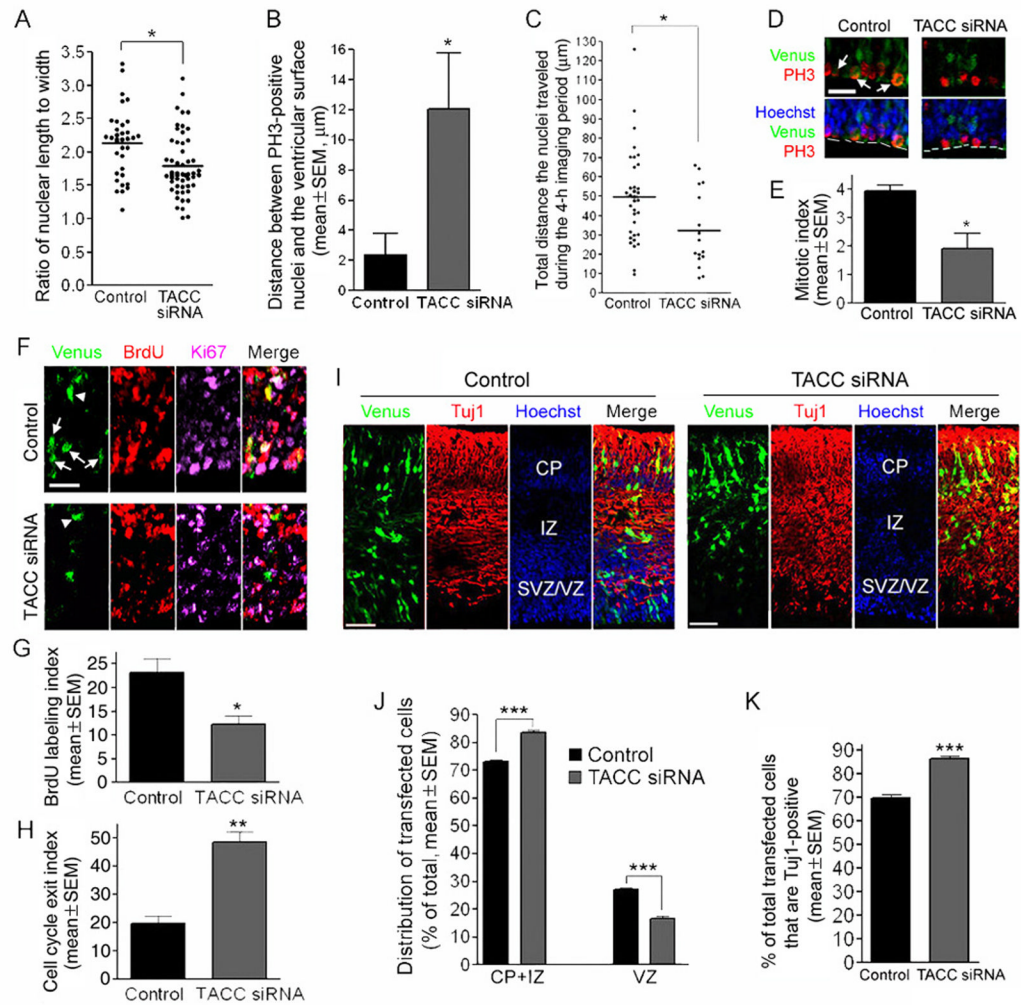 A
Ratio of nuclear length to width
3.5
3.0
2.5
2.0
1.5
1.0
0.5
0.0
*
Control
TACC
siRNA
B
Distance between PH3-positive
nuclei and the ventricular surface
(mean±SEM, μm)
16
14
12
10
8
6
4
2
0
*
Control
TACC siRNA
C
Total distance the nuclei traveled
during the 4-h imaging period (μm)
130
120
110
100
90
80
70
60
50
40
30
20
10
0
*
Control
TACC siRNA
D
Control
TACC siRNA
Venus
PH3
Hoechst
Venus
PH3
E
Mitotic index
(mean±SEM)
4
3
2
1
0
*
Control
TACC siRNA
F
Venus
BrdU
Ki67
Merge
Control
TACC siRNA
G
BrdU labeling index
(mean±SEM)
25
20
15
10
5
0
*
Control
TACC siRNA
H
Cell cycle exit index
(mean±SEM)
50
40
30
20
10
0
**
Control
TACC siRNA
I
Control
Venus
Tuj1
Hoechst
Merge
CP
IZ
SVZ/VZ
TACC siRNA
Venus
Tuj1
Hoechst
Merge
CP
IZ
SVZ/VZ
J
Distribution of transfected cells
(% of total, mean±SEM)
90
80
70
60
50
40
30
20
10
0
***
***
Control
TACC siRNA
CP+IZ
VZ
K
% of total transfected cells
that are Tuj1-positive
(mean±SEM)
90
80
70
60
50
40
30
20
10
0
***
Control
TACC siRNA